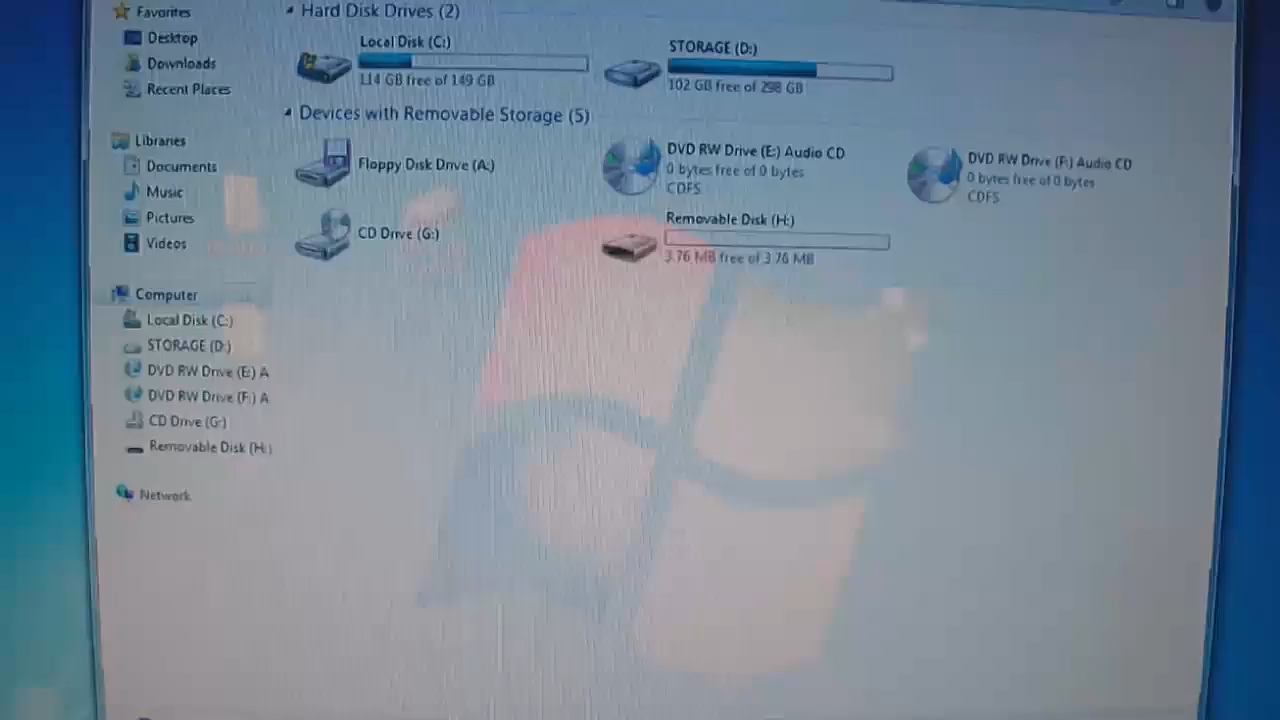 Favorites
Desktop
Downloads
Recent Places
Libraries
Documents
Music
Pictures
Videos
Computer
Local Disk (C:)
STORAGE (D:)
DVD RW Drive (E:) A
DVD RW Drive (F:) A
CD Drive (G:)
Removable Disk (H:)
Network
Hard Disk Drives (2)
Local Disk (C:)
114 GB free of 149 GB
STORAGE (D:)
102 GB free of 298 GB
Devices with Removable Storage (5)
Floppy Disk Drive (A:)
DVD RW Drive (E:) Audio CD
0 bytes free of 0 bytes
CDFS
DVD RW Drive (F:) Audio CD
0 bytes free of 0 bytes
CDFS
CD Drive (G:)
Removable Disk (H:)
3.76 MB free of 3.76 MB